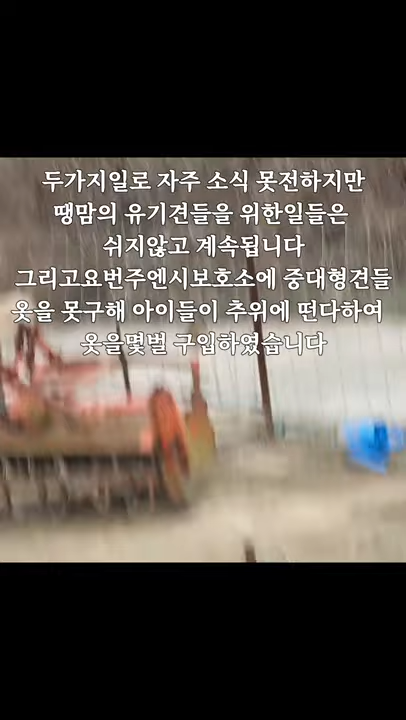 두가지일로 자주 소식 못전하지만
땡맘의 유기견들을 위한일들은
쉬지않고 계속됩니다
그리고요번주엔시보호소에 중대형견들
옷을 못구해 아이들이 추위에 떤다하여
옷을몇벌 구입하였습니다